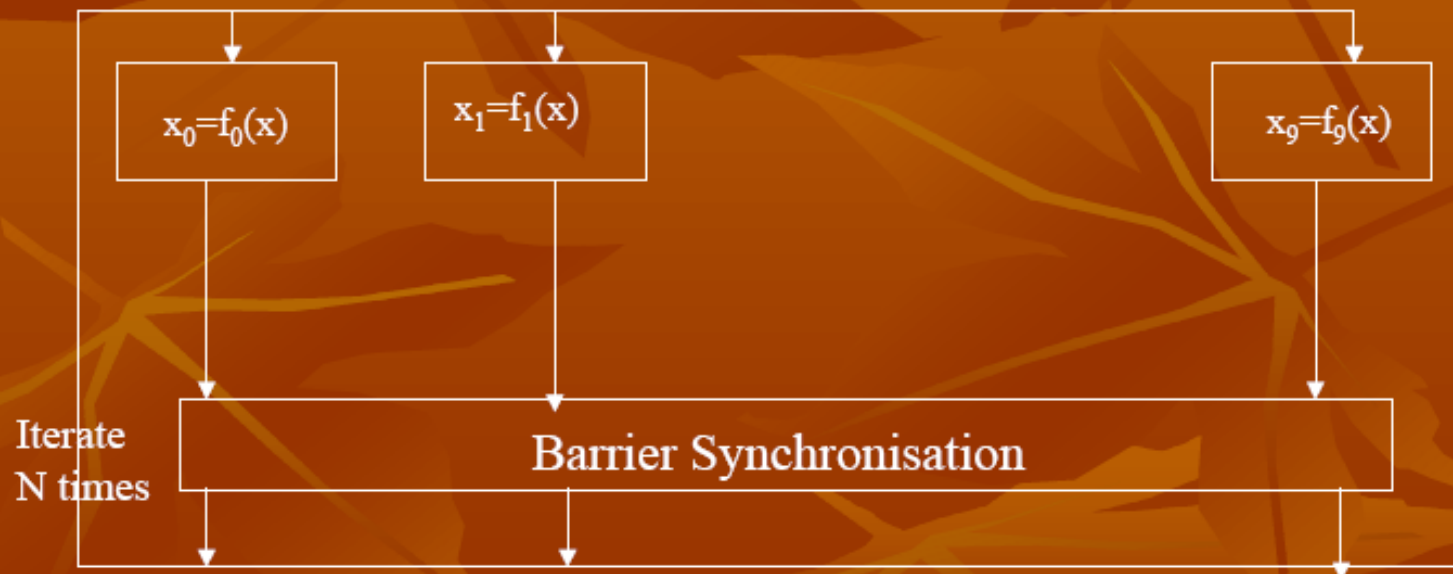 x₀=f₀(x)
x₁=f₁(x)
x₉=f₉(x)
Iterate
N times
Barrier Synchronisation